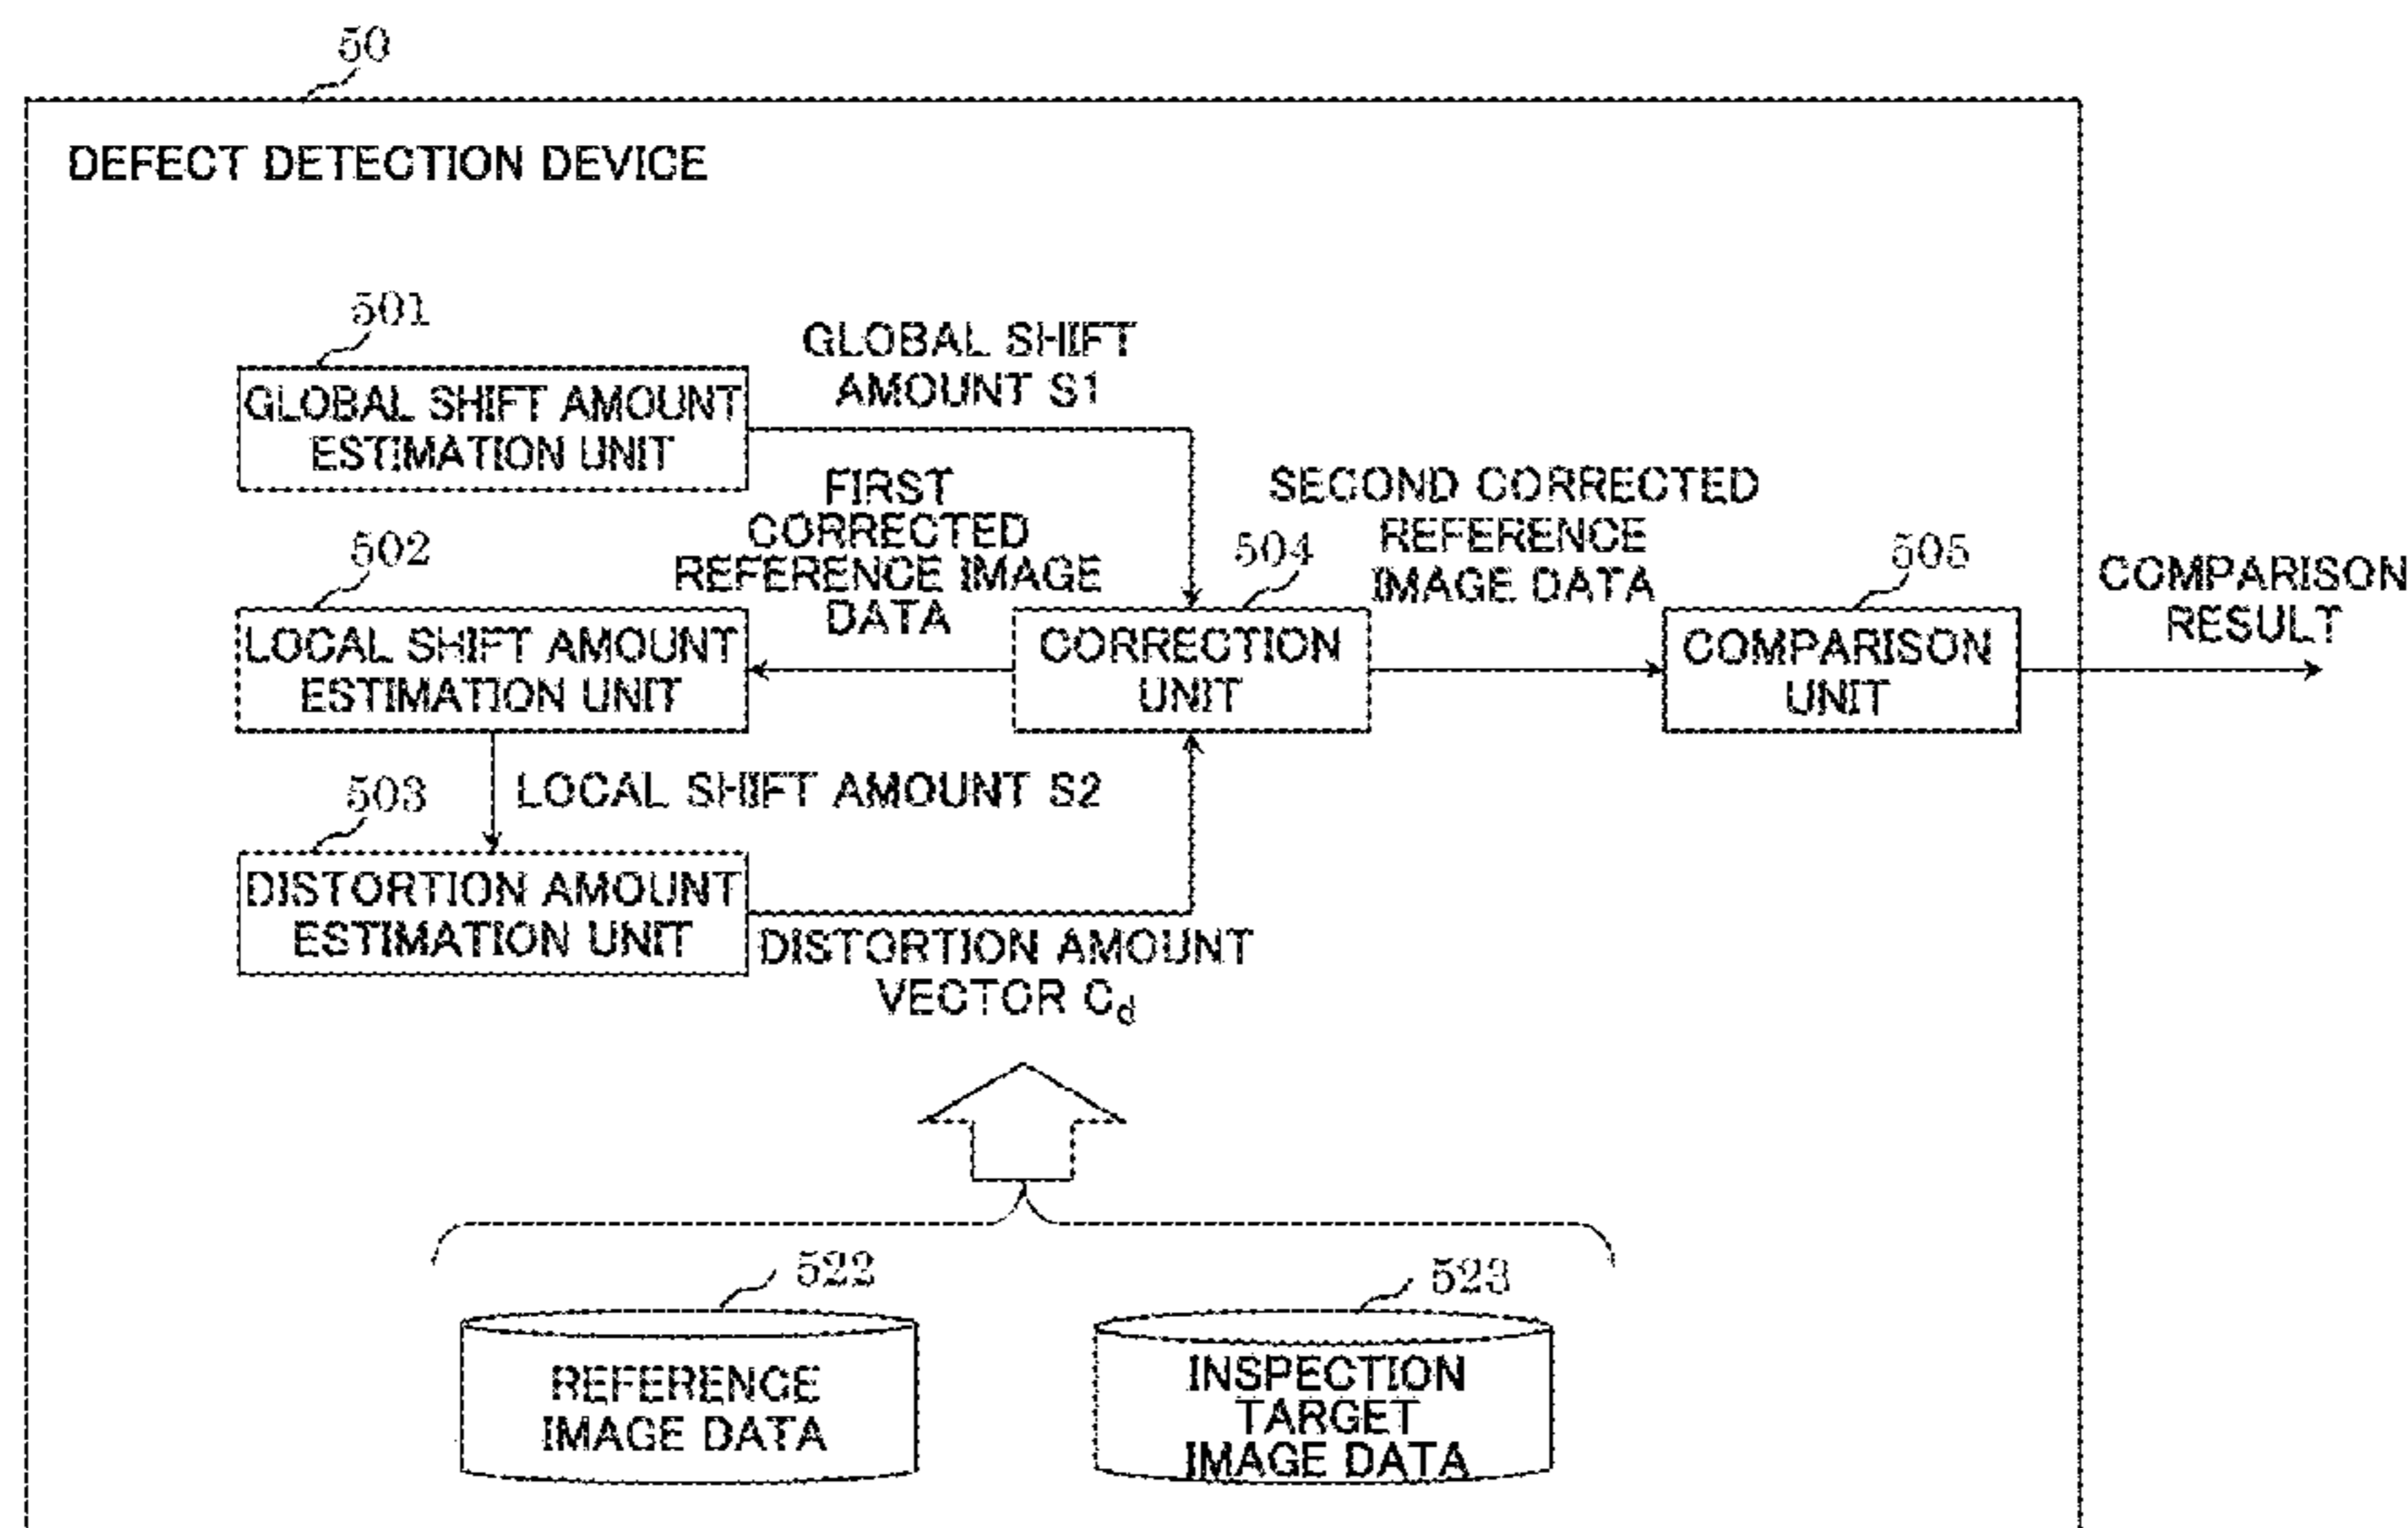 50
DEFECT DETECTION DEVICE
501
GLOBAL SHIFT AMOUNT
ESTIMATION UNIT
GLOBAL SHIFT
AMOUNT S1
502
LOCAL SHIFT AMOUNT
ESTIMATION UNIT
FIRST
CORRECTED
REFERENCE IMAGE
DATA
504
CORRECTION
UNIT
SECOND CORRECTED
REFERENCE
IMAGE DATA
505
COMPARISON
UNIT
COMPARISON
RESULT
LOCAL SHIFT AMOUNT S2
503
DISTORTION AMOUNT
ESTIMATION UNIT
DISTORTION AMOUNT
VECTOR Cd
522
REFERENCE
IMAGE DATA
523
INSPECTION
TARGET
IMAGE DATA